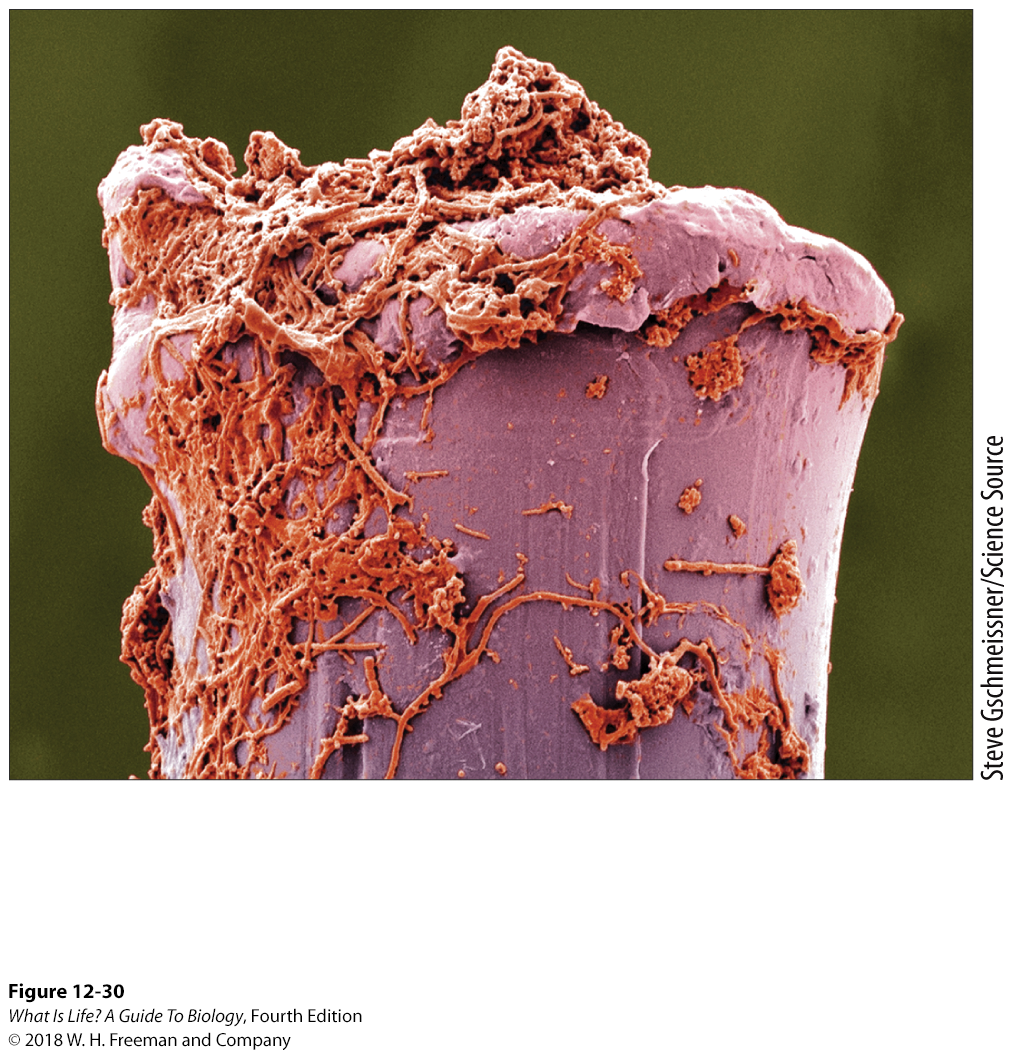 Steve Gschmeissner/Science Source
Figure 12-30
What Is Life? A Guide To Biology, Fourth Edition
© 2018 W. H. Freeman and Company